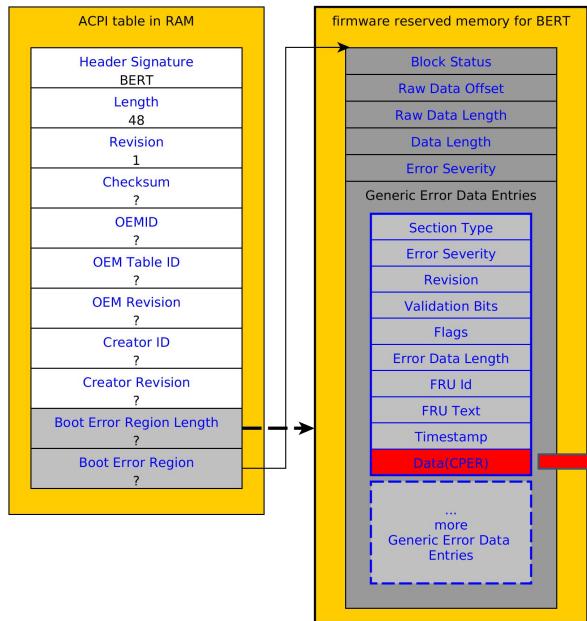 ACPI table in RAM
Header Signature
BERT
Length
48
Revision
1
Checksum
?
OEMID
?
OEM Table ID
?
OEM Revision
?
Creator ID
?
Creator Revision
?
Boot Error Region Length
?
Boot Error Region
?
firmware reserved memory for BERT
Block Status
Raw Data Offset
Raw Data Length
Data Length
Error Severity
Generic Error Data Entries
Section Type
Error Severity
Revision
Validation Bits
Flags
Error Data Length
FRU Id
FRU Text
Timestamp
Data(CPER)
...
more
Generic Error Data
Entries